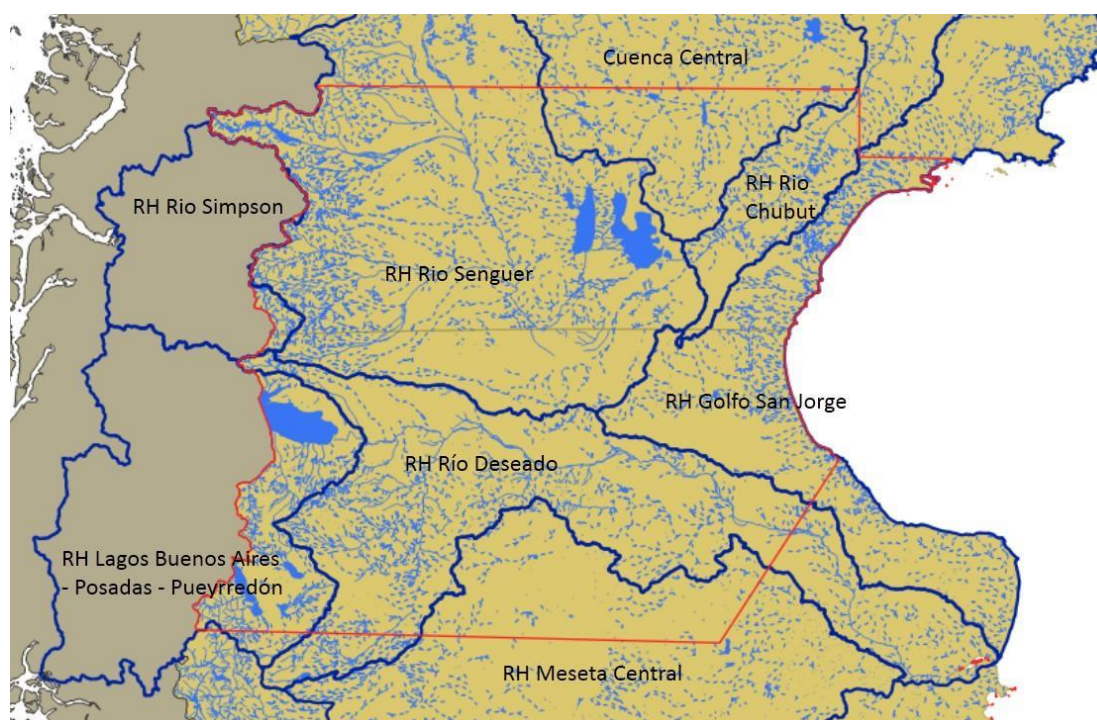 Cuenca Central
RH Rio
Chubut
RH Rio Simpson
RH Rio Senguer
RH Golfo San Jorge
RH Río Deseado
RH Lagos Buenos Aires
- Posadas - Pueyrredón
RH Meseta Central